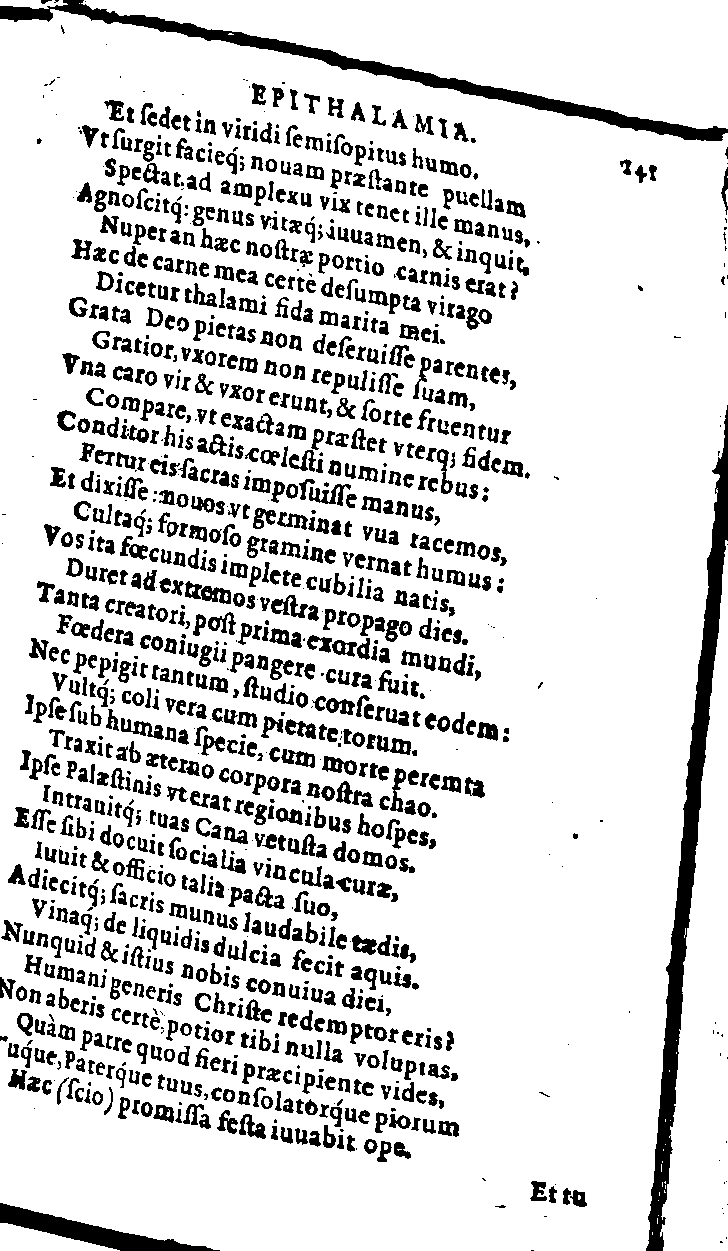 EPITHALAMIA.
141
Et ſedet in viridi ſemiſopitus humo.
Vt ſurgit facieq́; nouam præſtante puellam
Spectat, ad amplexu vix tenet ille manus,
Agnoſcitq́: genus vitæq́; iuuamen, & inquit,
Nuper an hæc noſtræ portio carnis erat?
Hæc de carne mea certè deſumpta virago
Dicetur thalami fida marita mei.
Grata Deo pietas non deſeruiſſe parentes,
Gratior, vxorem non repuliſſe ſuam,
Vna caro vir & vxor erunt, & ſorte fruentur
Compare, vt exactam præſtet vterq; fidem.
Conditor his actis cœleſti numine rebus:
Fertur eis ſacras impoſuiſſe manus,
Et dixiſſe: nouos vt germinat vua racemos,
Cultaq́; formoſo gramine vernat humus:
Vos ita fœcundis implete cubilia natis,
Duret ad extremos veſtra propago dies.
Tanta creatori, poſt prima exordia mundi,
Fœdera coniugii pangere cura fuit.
Nec pepigit tantum, ſtudio conſeruat eodem:
Vultq́; coli vera cum pietate torum.
Ipſe ſub humana ſpecie, cum morte peremta
Traxit ab æterno corpora noſtra chao.
Ipſe Palæſtinis vt erat regionibus hoſpes,
Intrauitq́; tuas Cana vetuſta domos.
Eſſe ſibi docuit ſocialia vincula curæ,
Iuuit & officio talia pacta ſuo,
Adiecitq́; ſacris munus laudabile tædis,
Vinaq́; de liquidis dulcia fecit aquis.
Nunquid & iſtius nobis conuiua diei,
Humani generis Chriſte redemptor eris?
Non aberis certè, potior tibi nulla voluptas,
Quàm patre quod fieri præcipiente vides,
Tuq́ue, Paterq́ue tuus, conſolatorq́ue piorum
Hæc (ſcio) promiſſa feſta iuuabit ope.
Et tu